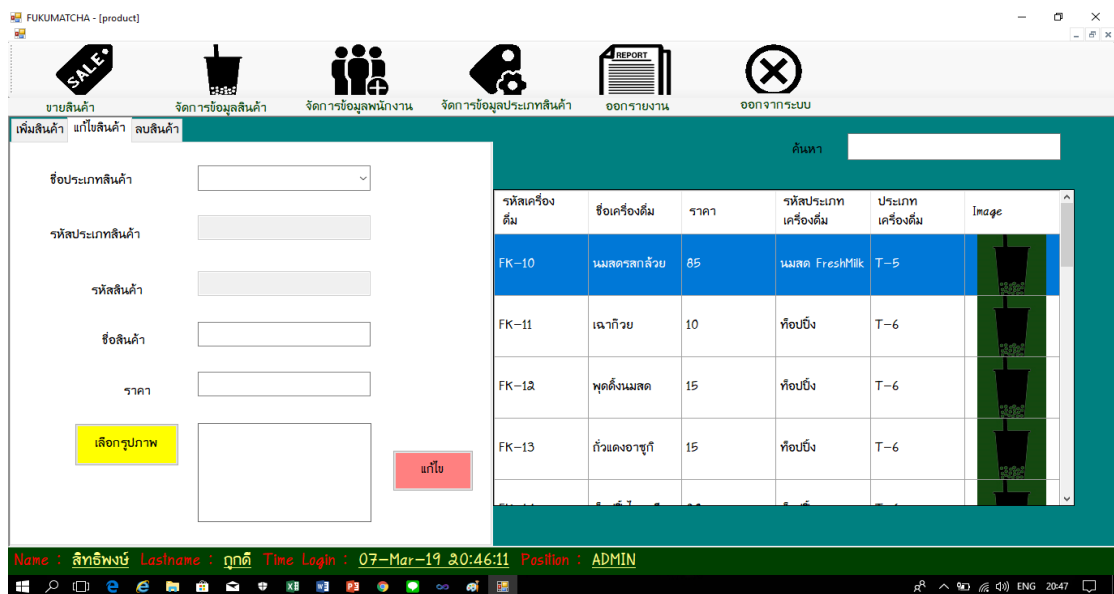 FUKUMATCHA - [product]
SALE
REPORT
ขายสินค้า จัดการข้อมูลสินค้า จัดการข้อมูลพนักงาน จัดการข้อมูลประเภทสินค้า ออกรายงาน ออกจากระบบ
เพิ่มสินค้า แก้ไขสินค้า ลบสินค้า
ค้นหา
ชื่อประเภทสินค้า
รหัสประเภทสินค้า
รหัสสินค้า
ชื่อสินค้า
ราคา
เลือกรูปภาพ
แก้ไข
รหัสเครื่องดื่ม ชื่อเครื่องดื่ม ราคา รหัสประเภทเครื่องดื่ม ประเภทเครื่องดื่ม Image
FK-10 นมสดรสกล้วย 85 นมสด FreshMilk T-5
FK-11 เฉาก๊วย 10 ท็อปปิ้ง T-6
FK-12 พุดดิ้งนมสด 15 ท็อปปิ้ง T-6
FK-13 ถั่วแดงอาซูกิ 15 ท็อปปิ้ง T-6
Name : สิทธิพงษ์ Lastname : ถูกดี Time Login : 07-Mar-19 20:46:11 Position : ADMIN
ENG 20:47